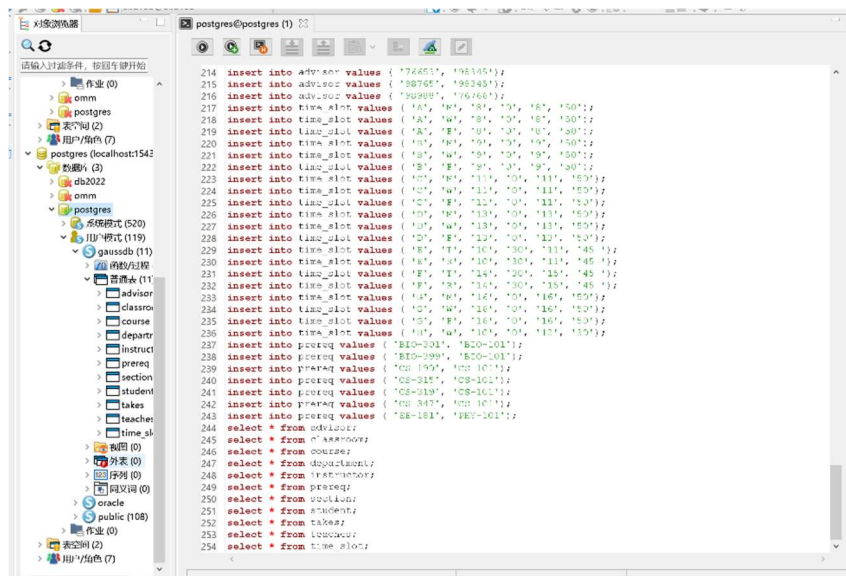 对象浏览器
postgres@postgres (1)
请输入过滤条件, 按回车键开始
作业 (0)
omm
postgres
表空间 (2)
用户/角色 (7)
postgres (localhost:1543
数据库 (3)
db2022
omm
postgres
系统模式 (520)
用户模式 (119)
gaussdb (11)
函数/过程
普通表 (11)
advisor
classroo
course
departr
instruct
prereq
section
student
takes
teaches
time_sl
视图 (0)
外表 (0)
序列 (0)
同义词 (0)
oracle
public (108)
作业 (0)
表空间 (2)
用户/角色 (7)
214 insert into advisor values ( '76653', '98345');
215 insert into advisor values ( '98765', '98345');
216 insert into advisor values ( '98988', '76766');
217 insert into time_slot values ( 'A', 'M', '8', '0', '8', '50');
218 insert into time_slot values ( 'A', 'W', '8', '0', '8', '50');
219 insert into time_slot values ( 'A', 'F', '8', '0', '8', '50');
220 insert into time_slot values ( 'B', 'M', '9', '0', '9', '50');
221 insert into time_slot values ( 'B', 'W', '9', '0', '9', '50');
222 insert into time_slot values ( 'B', 'F', '9', '0', '9', '50');
223 insert into time_slot values ( 'C', 'M', '11', '0', '11', '50');
224 insert into time_slot values ( 'C', 'W', '11', '0', '11', '50');
225 insert into time_slot values ( 'C', 'F', '11', '0', '11', '50');
226 insert into time_slot values ( 'D', 'M', '13', '0', '13', '50');
227 insert into time_slot values ( 'D', 'W', '13', '0', '13', '50');
228 insert into time_slot values ( 'D', 'F', '13', '0', '13', '50');
229 insert into time_slot values ( 'E', 'T', '10', '30', '11', '45 ');
230 insert into time_slot values ( 'E', 'R', '10', '30', '11', '45 ');
231 insert into time_slot values ( 'F', 'T', '14', '30', '15', '45 ');
232 insert into time_slot values ( 'F', 'R', '14', '30', '15', '45 ');
233 insert into time_slot values ( 'G', 'M', '16', '0', '16', '50');
234 insert into time_slot values ( 'G', 'W', '16', '0', '16', '50');
235 insert into time_slot values ( 'G', 'F', '16', '0', '16', '50');
236 insert into time_slot values ( 'H', 'W', '10', '0', '12', '30');
237 insert into prereq values ( 'BIO-301', 'BIO-101');
238 insert into prereq values ( 'BIO-399', 'BIO-101');
239 insert into prereq values ( 'CS-190', 'CS-101');
240 insert into prereq values ( 'CS-315', 'CS-101');
241 insert into prereq values ( 'CS-319', 'CS-101');
242 insert into prereq values ( 'CS-347', 'CS-101');
243 insert into prereq values ( 'EE-181', 'PHY-101');
244 select * from advisor;
245 select * from classroom;
246 select * from course;
247 select * from department;
248 select * from instructor;
249 select * from prereq;
250 select * from section;
251 select * from student;
252 select * from takes;
253 select * from teaches;
254 select * from time_slot;